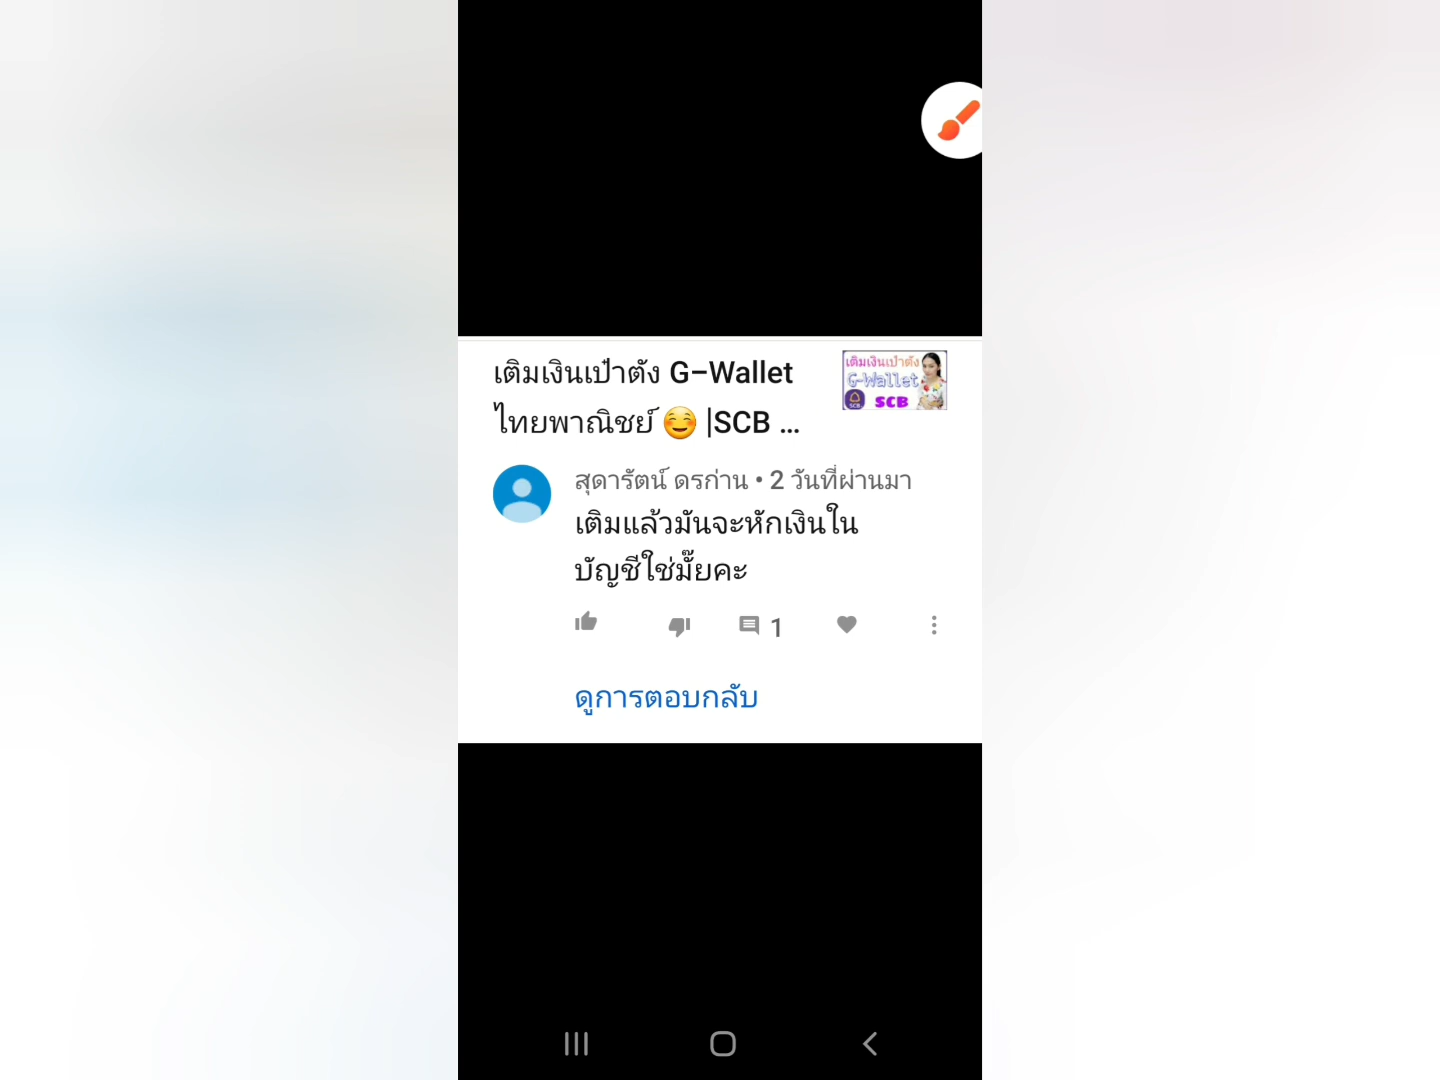 เติมเงินเป๋าตัง G-Wallet
ไทยพาณิชย์ 😊 |SCB ...
เติมเงินเป๋าตัง
G-Wallet
SCB
SCB
สุดารัตน์ ดรก่าน • 2 วันที่ผ่านมา
เติมแล้วมันจะหักเงินใน
บัญชีใช่มั๊ยคะ
1
ดูการตอบกลับ